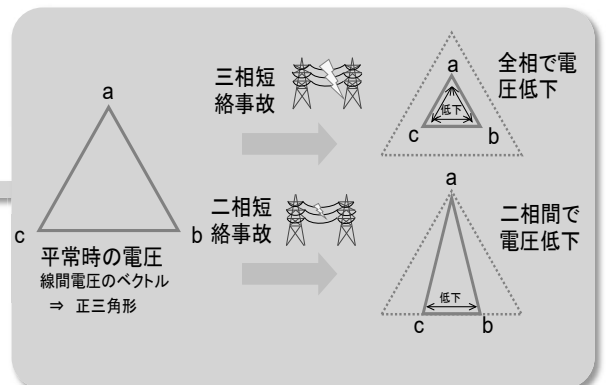 a
c
b
平常時の電圧
線間電圧のベクトル
⇒ 正三角形
三相短
絡事故
a
c
b
低下
全相で電
圧低下
二相短
絡事故
a
c
b
低下
二相間で
電圧低下